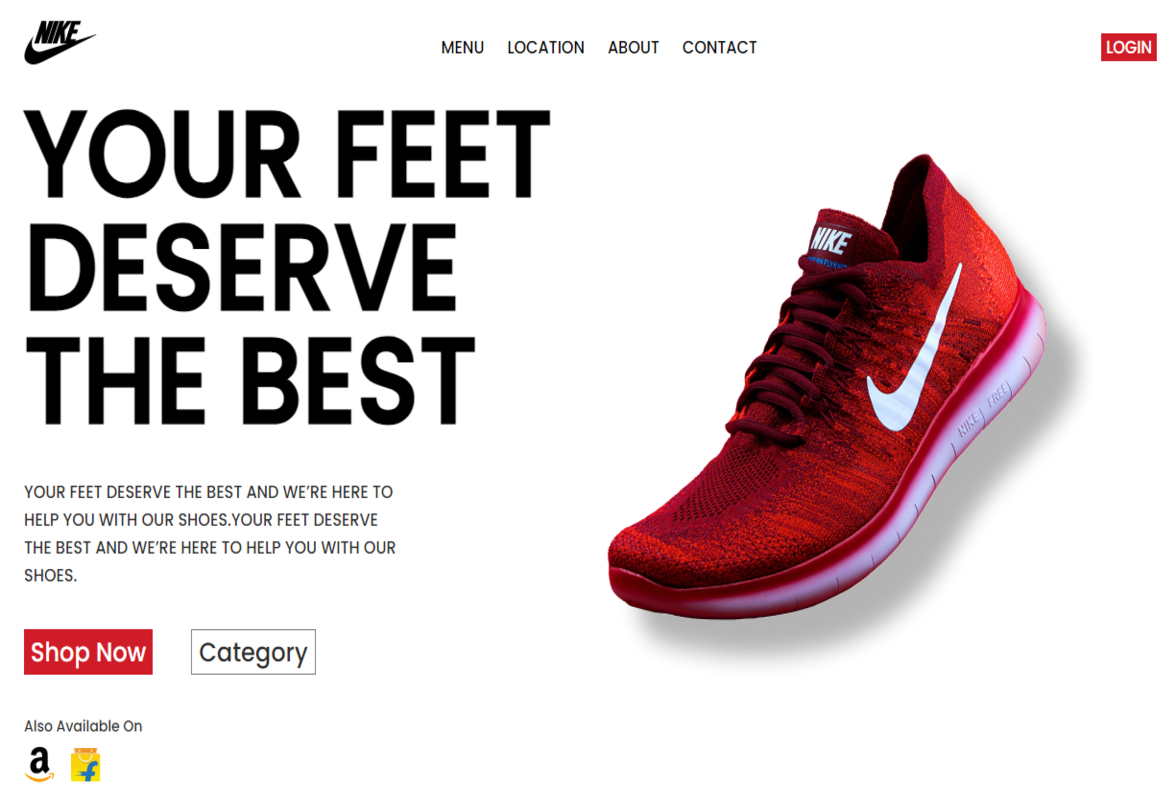 NIKE
MENU LOCATION ABOUT CONTACT
LOGIN
YOUR FEET
DESERVE
THE BEST
YOUR FEET DESERVE THE BEST AND WE’RE HERE TO
HELP YOU WITH OUR SHOES.YOUR FEET DESERVE
THE BEST AND WE’RE HERE TO HELP YOU WITH OUR
SHOES.
Shop Now
Category
Also Available On
a
f
NIKE
NIKE FREE